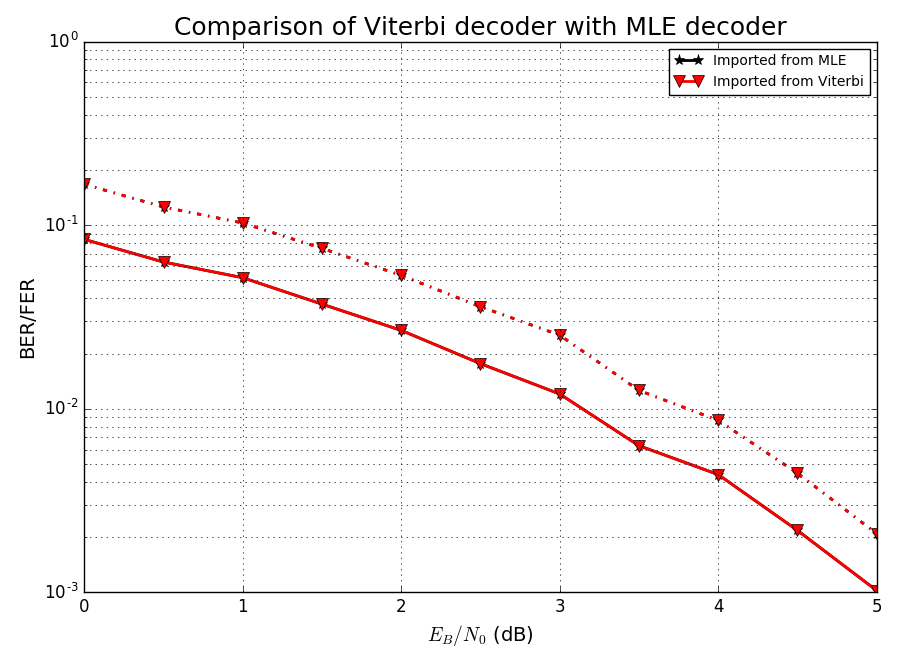 Comparison of Viterbi decoder with MLE decoder
10^0
Imported from MLE
Imported from Viterbi
10^-1
BER/FER
10^-2
10^-3
0 1 2 3 4 5
E_B/N_0 (dB)